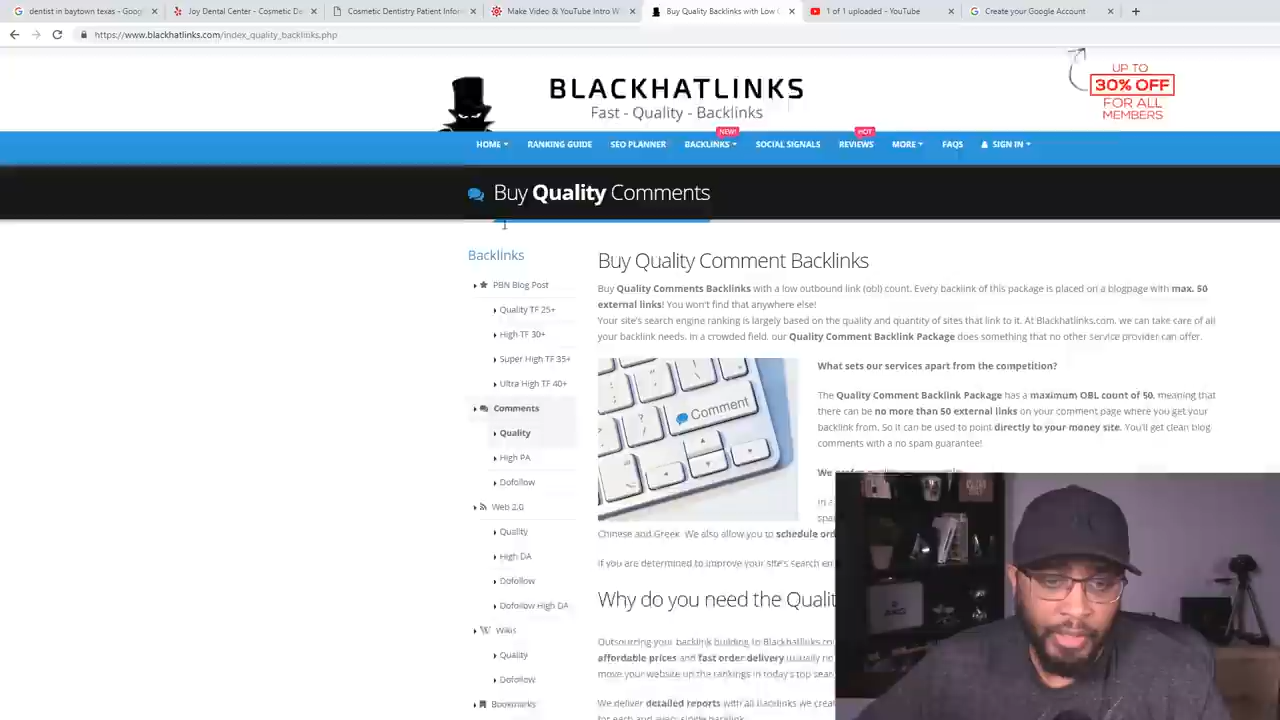 dentist in baytown texas - Goog
Joy Dental Center - Cosmetic De
Cosmetic Dentistry Patient Infor
Make Video & YouTube Intro W
Buy Quality Backlinks with Low
1 of 1 uploaded - YouTube
Create your Google Account
https://www.blackhatlinks.com/index_quality_backlinks.php
BLACKHATLINKS
Fast - Quality - Backlinks
UP TO
30% OFF
FOR ALL
MEMBERS
NEW!
HOT
HOME
RANKING GUIDE
SEO PLANNER
BACKLINKS
SOCIAL SIGNALS
REVIEWS
MORE
FAQS
SIGN IN
Buy Quality Comments
Backlinks
PBN Blog Post
Quality TF 25+
High TF 30+
Super High TF 35+
Ultra High TF 40+
Comments
Quality
High PA
Dofollow
Web 2.0
Quality
High DA
Dofollow
Dofollow High DA
Wikis
Quality
Dofollow
Bookmarks
Buy Quality Comment Backlinks
Buy Quality Comments Backlinks with a low outbound link (obl) count. Every backlink of this package is placed on a blogpage with max. 50
external links! You won't find that anywhere else!
Your site's search engine ranking is largely based on the quality and quantity of sites that link to it. At Blackhatlinks.com, we can take care of all
your backlink needs. In a crowded field, our Quality Comment Backlink Package does something that no other service provider can offer.
Comment
What sets our services apart from the competition?
The Quality Comment Backlink Package has a maximum OBL count of 50, meaning that
there can be no more than 50 external links on your comment page where you get your
backlink from. So it can be used to point directly to your money site. You'll get clean blog
comments with a no spam guarantee!
Chinese and Greek. We also allow you to schedule
If you are determined to improve your site's search
Why do you need the
Outsourcing your backlink building to
affordable prices and fast order delivery usually
move your website up the rankings in today's top
We deliver detailed reports with all backlinks we
for each and every single backlink.